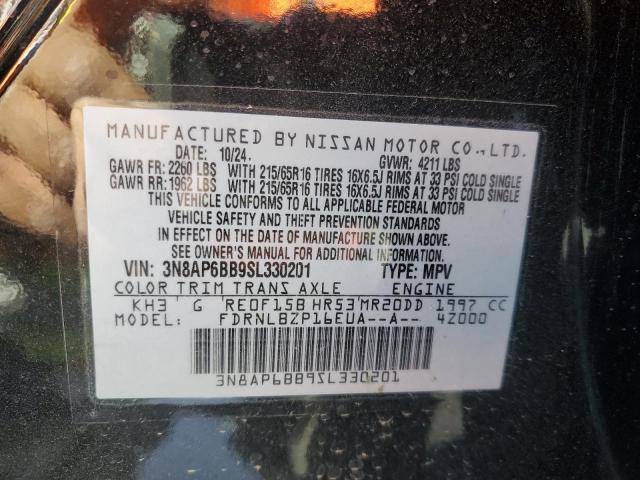 MANUFACTURED BY NISSAN MOTOR CO., LTD.
DATE: 10/24. GVWR: 4211 LBS
GAWR FR: 2260 LBS WITH 215/65R16 TIRES 16X6.5J RIMS AT 33 PSI COLD SINGLE
GAWR RR: 1962 LBS WITH 215/65R16 TIRES 16X6.5J RIMS AT 33 PSI COLD SINGLE
THIS VEHICLE CONFORMS TO ALL APPLICABLE FEDERAL MOTOR
VEHICLE SAFETY AND THEFT PREVENTION STANDARDS
IN EFFECT ON THE DATE OF MANUFACTURE SHOWN ABOVE.
SEE OWNER'S MANUAL FOR ADDITIONAL INFORMATION.
VIN: 3N8AP6BB9SL330201 TYPE: MPV
COLOR TRIM TRANS AXLE ENGINE
KH3 G RE0F15B HR53 MR20DD 1997 CC
FDRNLBZP16EUA--A-- 4Z000
3N8AP6BB9SL330201